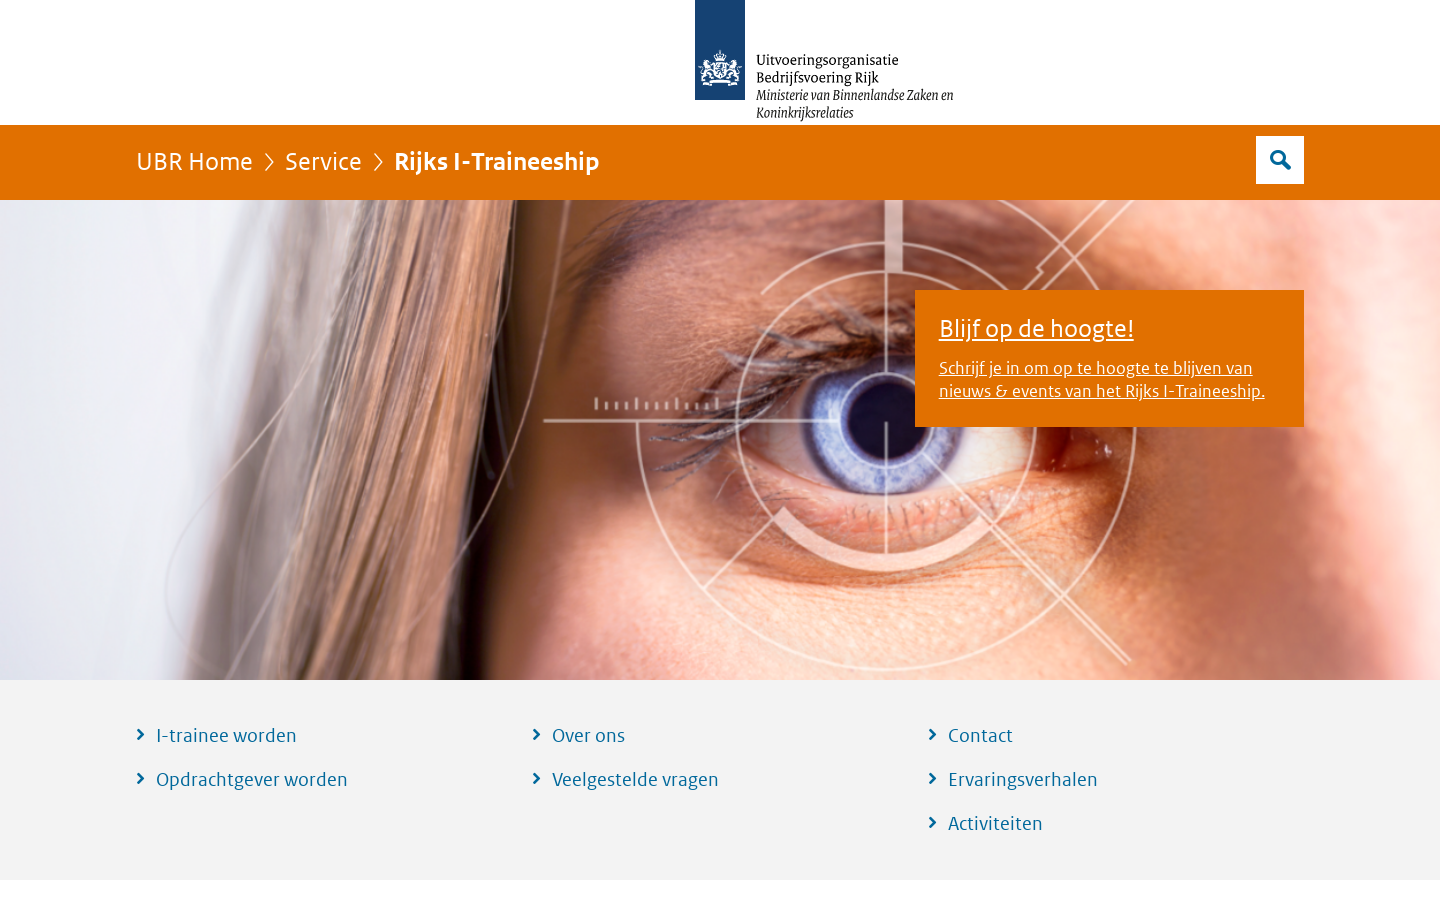 Uitvoeringsorganisatie
Bedrijfsvoering Rijk
Ministerie van Binnenlandse Zaken en
Koninkrijksrelaties
UBR Home
Service
Rijks I-Traineeship
Blijf op de hoogte!
Schrijf je in om op te hoogte te blijven van
nieuws & events van het Rijks I-Traineeship.
I-trainee worden
Opdrachtgever worden
Over ons
Veelgestelde vragen
Contact
Ervaringsverhalen
Activiteiten